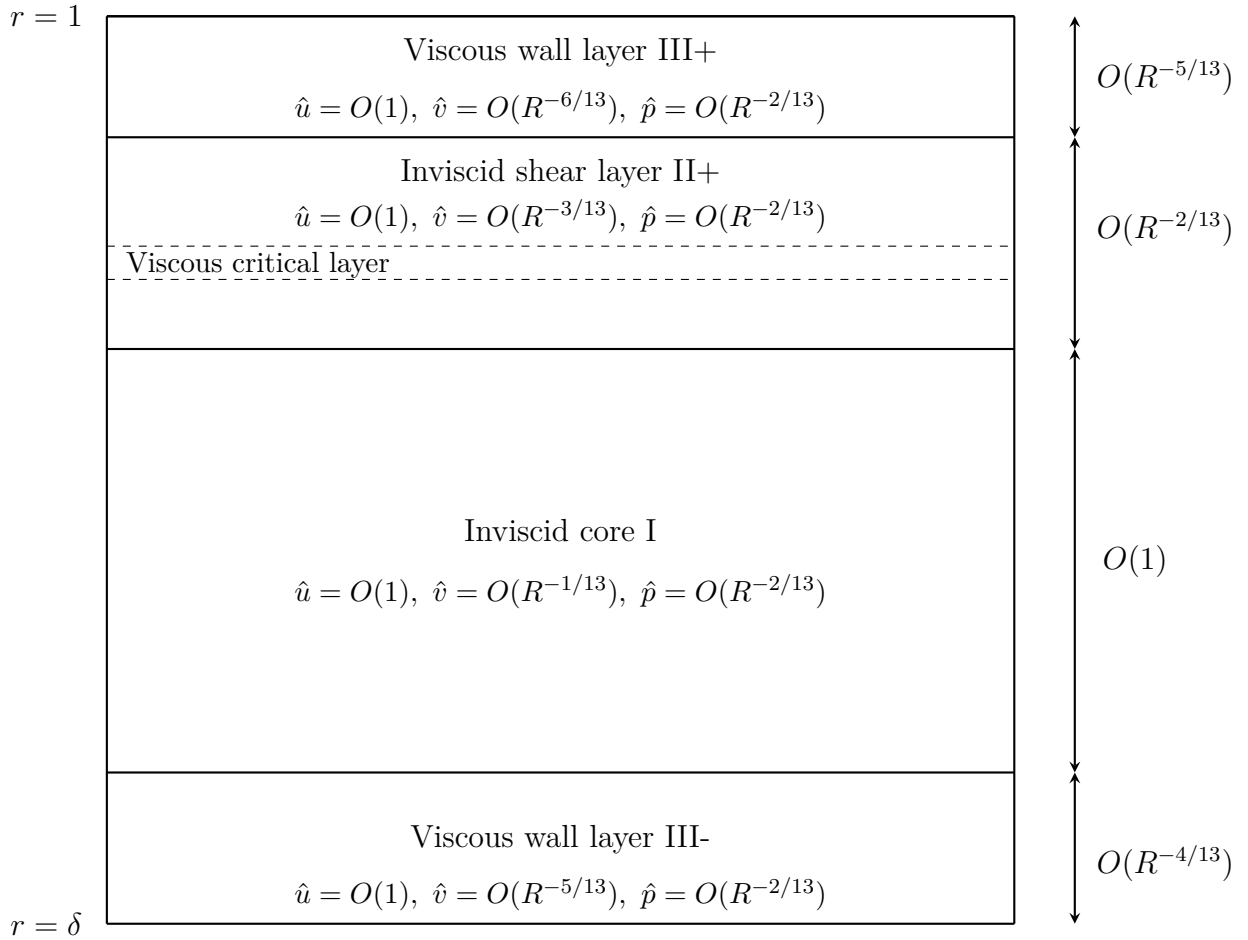 r = 1
Viscous wall layer III+
û = O(1), v̂ = O(R^{-6/13}), p̂ = O(R^{-2/13})
O(R^{-5/13})
Inviscid shear layer II+
û = O(1), v̂ = O(R^{-3/13}), p̂ = O(R^{-2/13})
O(R^{-2/13})
Viscous critical layer
Inviscid core I
û = O(1), v̂ = O(R^{-1/13}), p̂ = O(R^{-2/13})
O(1)
Viscous wall layer III-
û = O(1), v̂ = O(R^{-5/13}), p̂ = O(R^{-2/13})
O(R^{-4/13})
r = δ